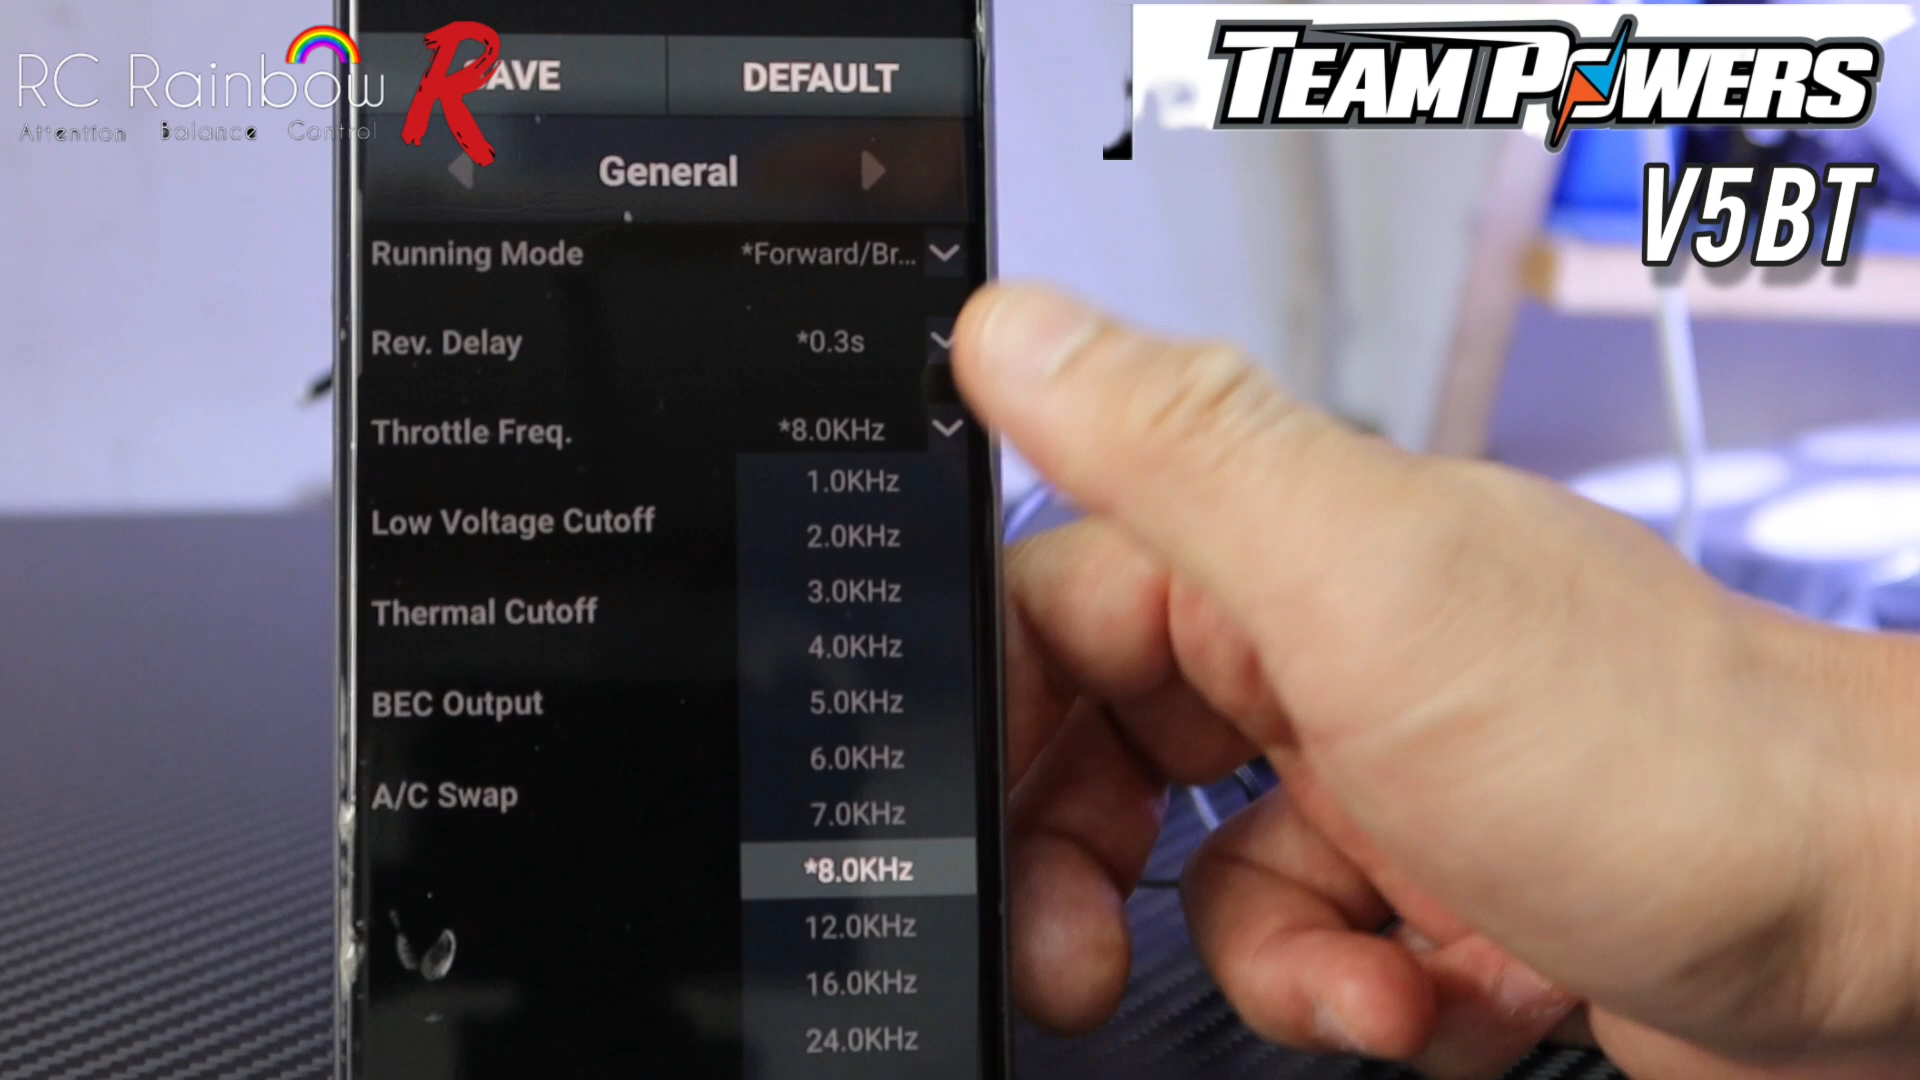 RC Rainbow R
Attention Balance Control
TEAM POWERS
V5BT
SAVE DEFAULT
General
Running Mode *Forward/Br...
Rev. Delay *0.3s
Throttle Freq. *8.0KHz
1.0KHz
Low Voltage Cutoff
2.0KHz
3.0KHz
Thermal Cutoff
4.0KHz
BEC Output 5.0KHz
6.0KHz
A/C Swap
7.0KHz
*8.0KHz
12.0KHz
16.0KHz
24.0KHz